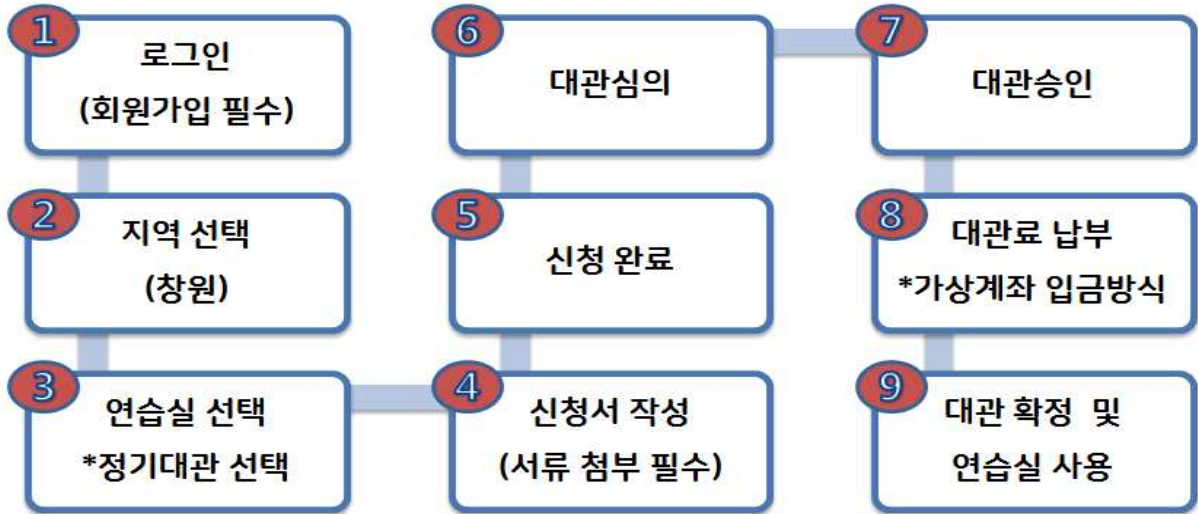 1
로그인
(회원가입 필수)
2
지역 선택
(창원)
3
연습실 선택
*정기대관 선택
4
신청서 작성
(서류 첨부 필수)
5
신청 완료
6
대관심의
7
대관승인
8
대관료 납부
*가상계좌 입금방식
9
대관 확정 및
연습실 사용